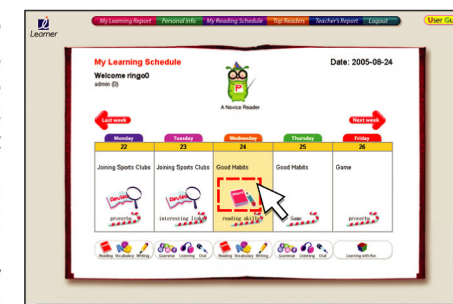 Learner
My Learning Report Personal info My Reading Schedule Top Readers Teacher's Report Logout User Gu
My Learning Schedule
Date: 2005-08-24
Welcome ringo0
admin (0)
P
A Novice Reader
Last week
Next week
Monday Tuesday Wednesday Thursday Friday
22 23 24 25 26
Joining Sports Clubs Joining Sports Clubs Good Habits Good Habits Game
proverbs interesting link reading skill Game proverbs
Reading Vocabulary Writing Grammar Listening Oral Reading Vocabulary Writing Grammar Listening Oral Learning with Fun